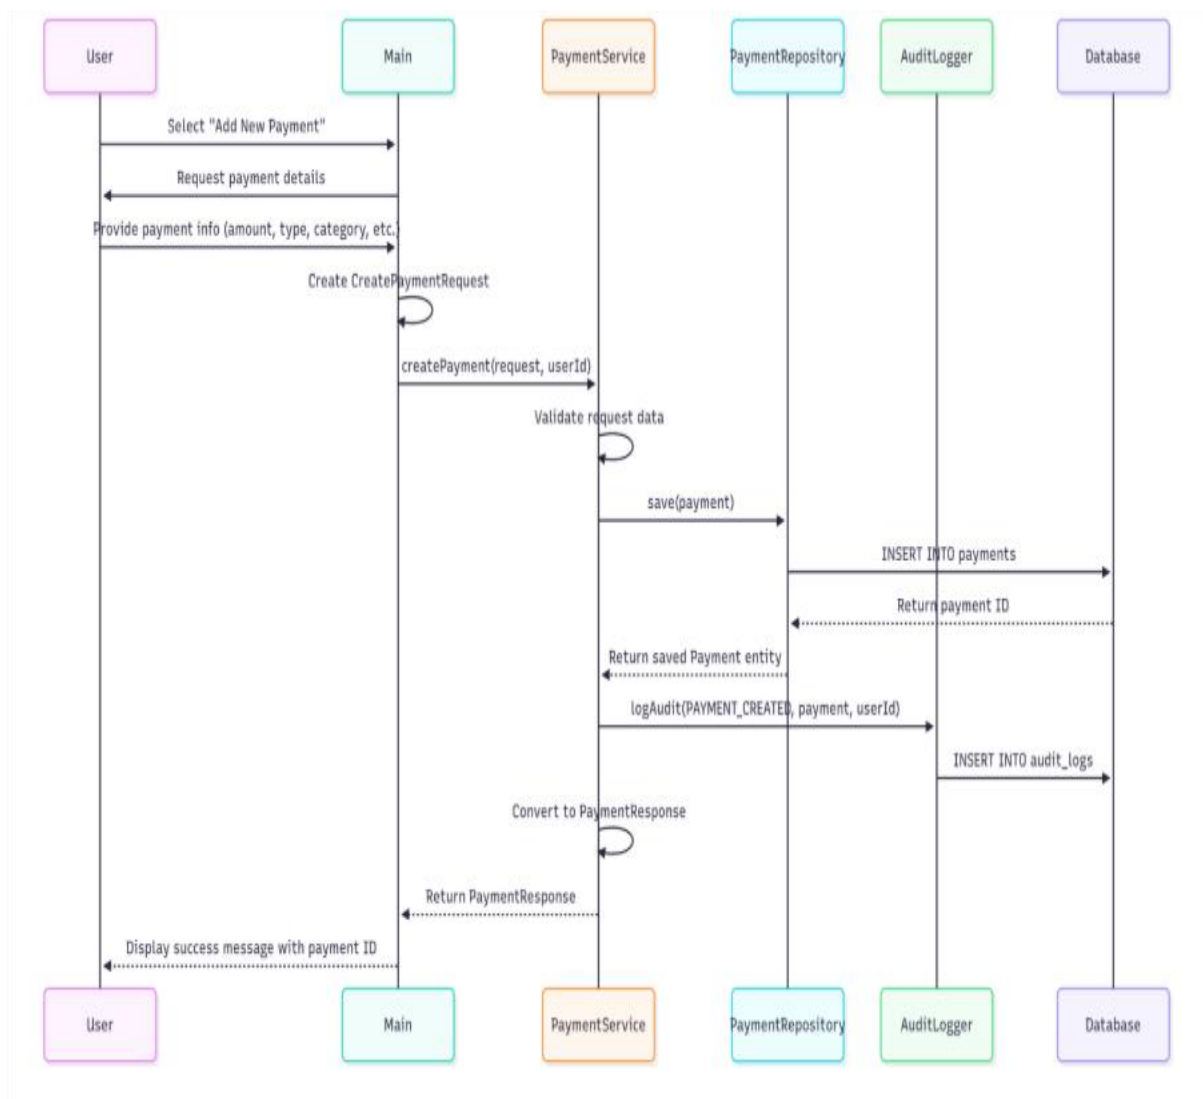 User
Main
PaymentService
PaymentRepository
AuditLogger
Database
Select "Add New Payment"
Request payment details
Provide payment info (amount, type, category, etc.)
Create CreatePaymentRequest
createPayment(request, userId)
Validate request data
save(payment)
INSERT INTO payments
Return payment ID
Return saved Payment entity
logAudit(PAYMENT_CREATED, payment, userId)
INSERT INTO audit_logs
Convert to PaymentResponse
Return PaymentResponse
Display success message with payment ID
User
Main
PaymentService
PaymentRepository
AuditLogger
Database